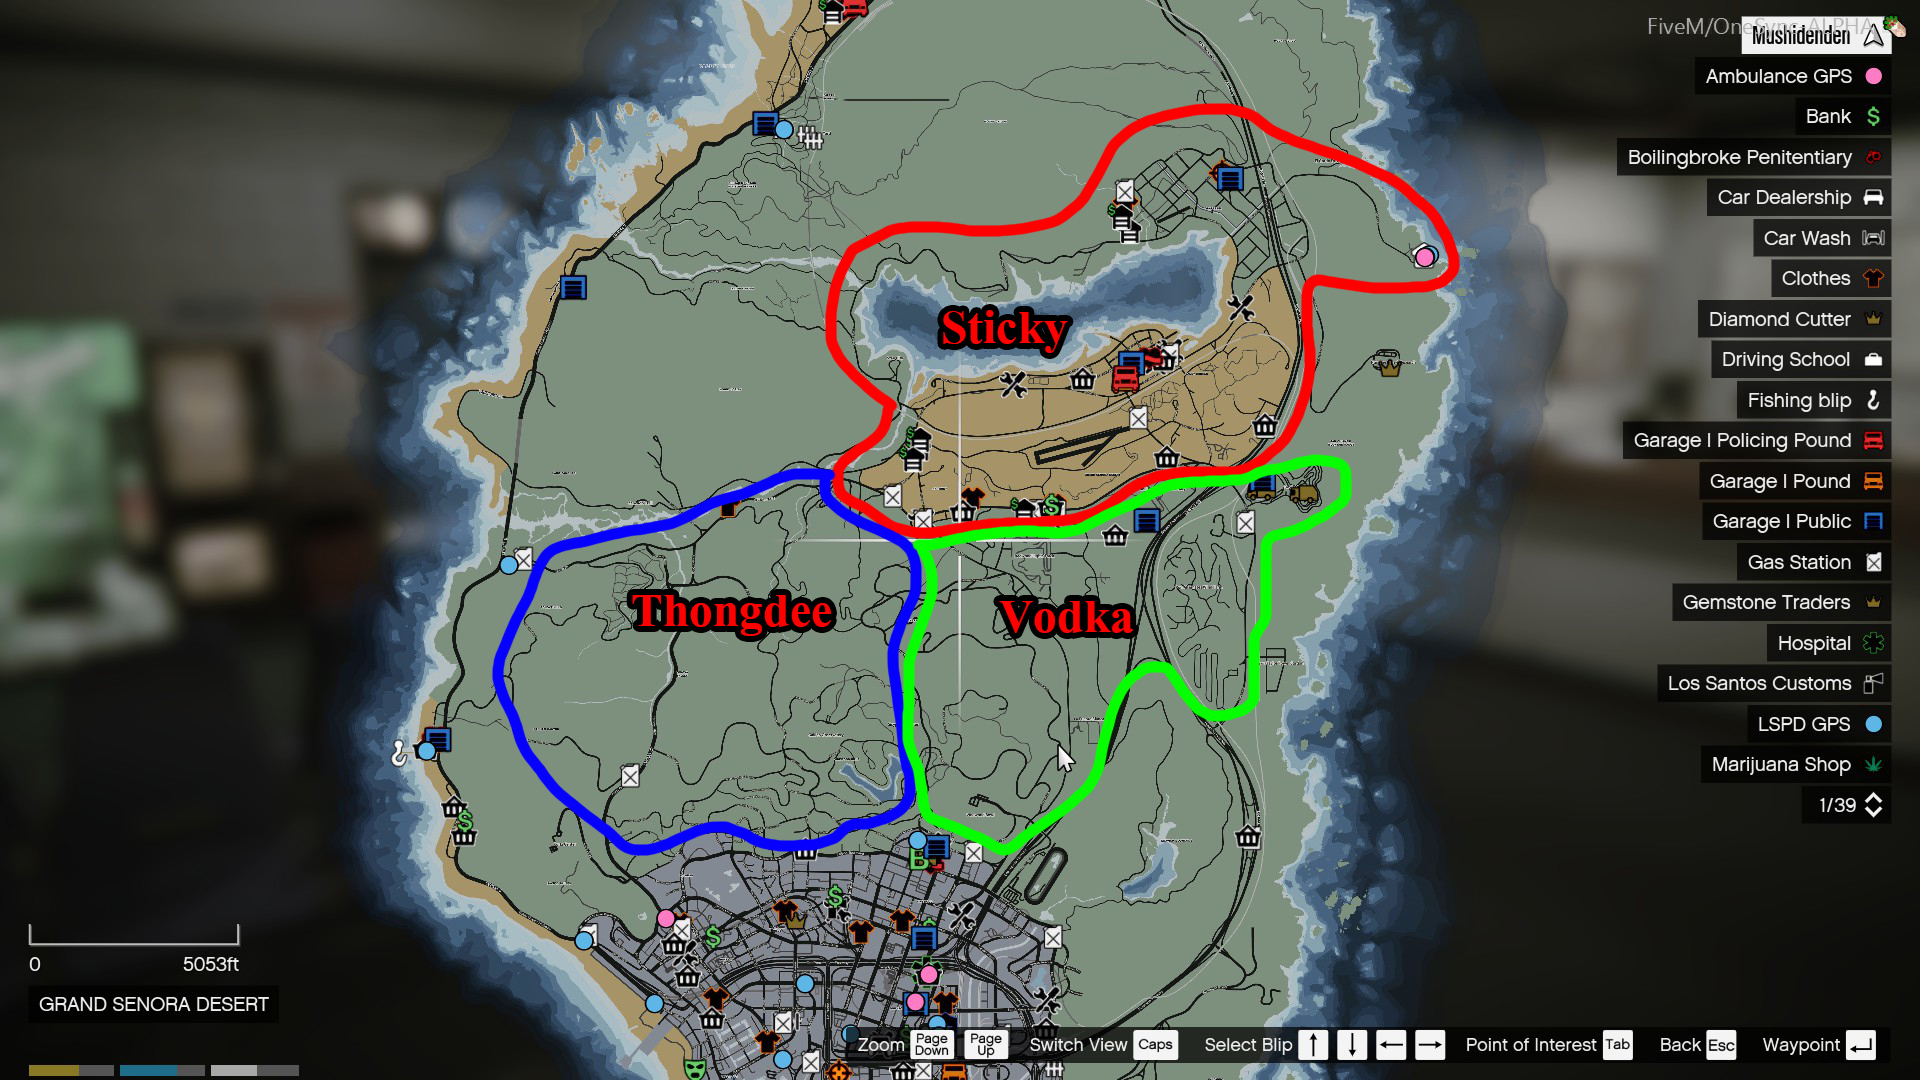 FiveM/OneSync ALPHA
Mushidenden
Ambulance GPS
Bank
Boilingbroke Penitentiary
Car Dealership
Car Wash
Clothes
Diamond Cutter
Driving School
Fishing blip
Garage | Policing Pound
Garage | Pound
Garage | Public
Gas Station
Gemstone Traders
Hospital
Los Santos Customs
LSPD GPS
Marijuana Shop
1/39
Sticky
Thongdee
Vodka
B
0 5053ft
GRAND SENORA DESERT
Zoom Page Down Page Up Switch View Caps Select Blip Point of Interest Tab Back Esc Waypoint